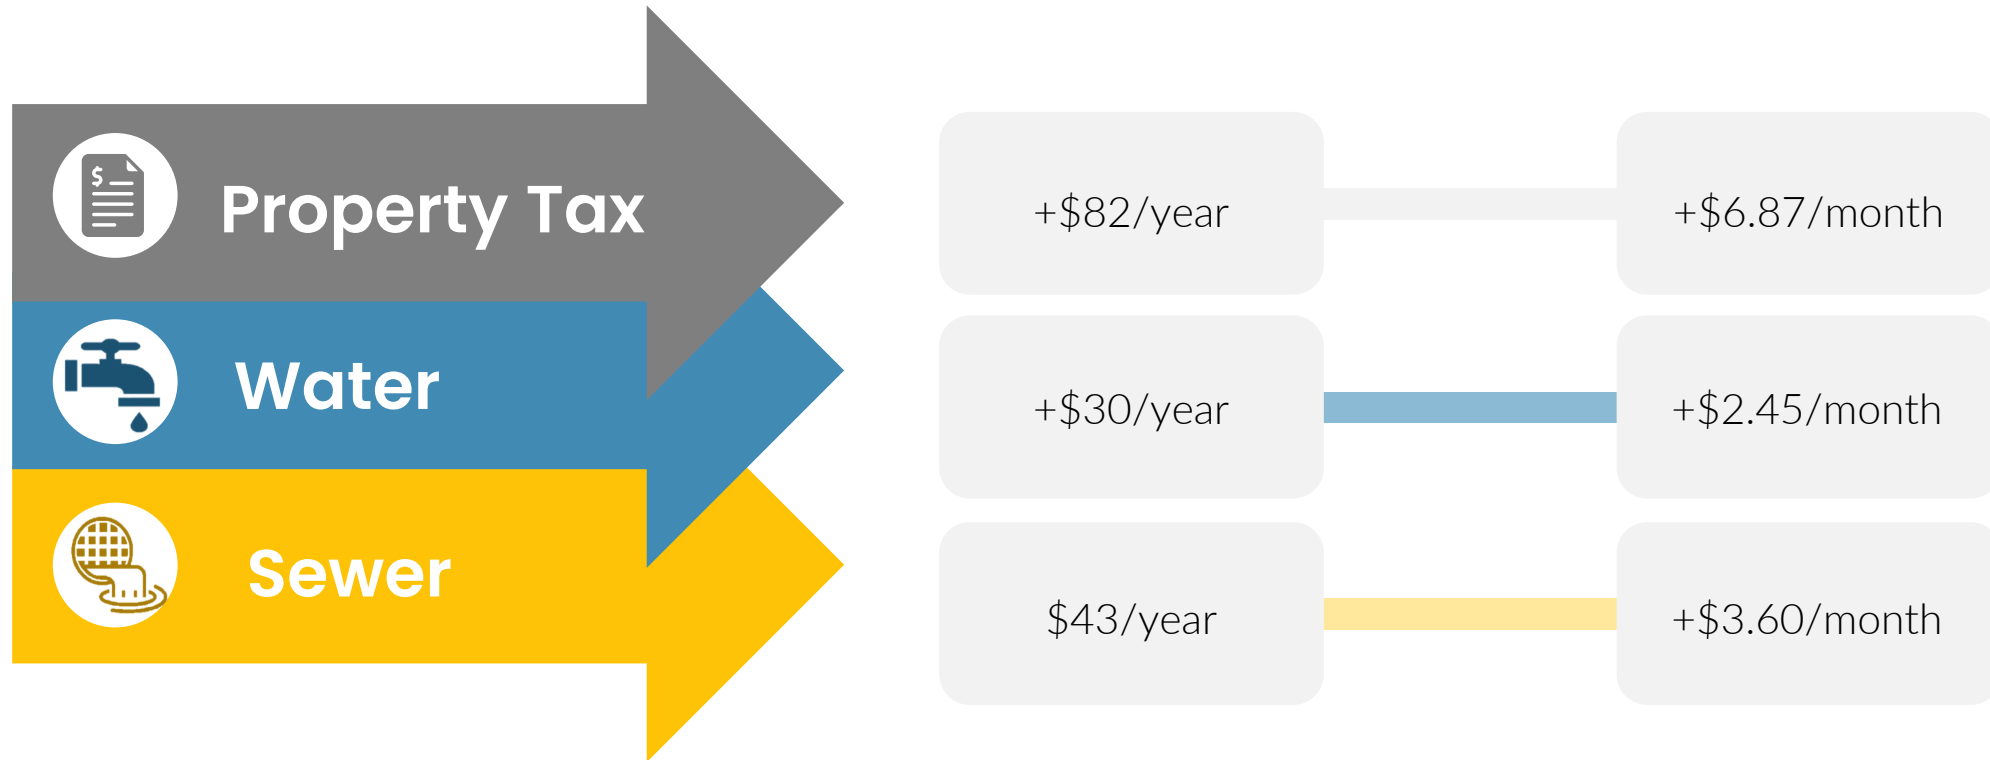 Property Tax
+$82/year
+$6.87/month
Water
+$30/year
+$2.45/month
Sewer
$43/year
+$3.60/month